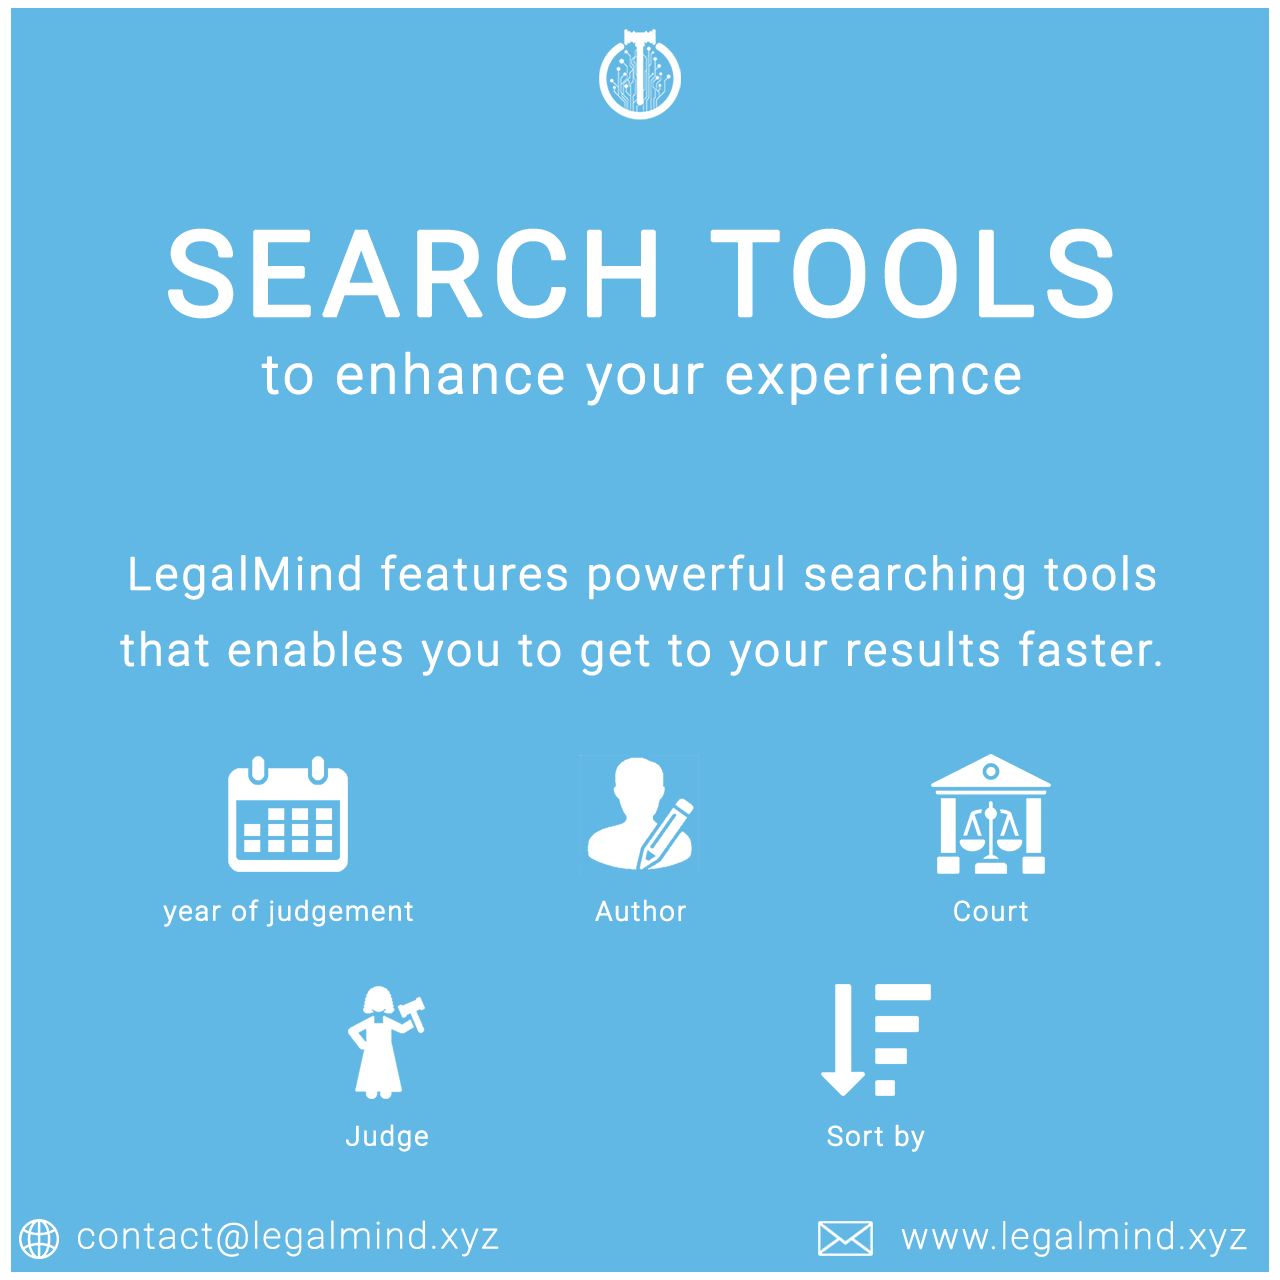 SEARCH TOOLS
to enhance your experience
LegalMind features powerful searching tools
that enables you to get to your results faster.
year of judgement
Author
Court
Judge
Sort by
contact@legalmind.xyz
www.legalmind.xyz